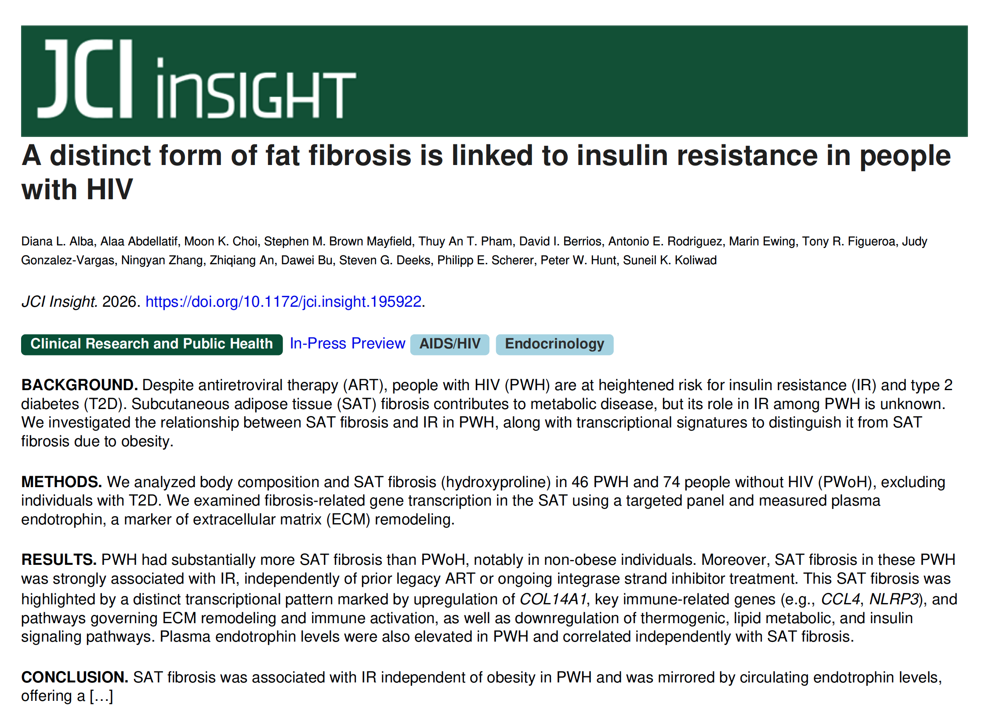 JCI inSIGHT
A distinct form of fat fibrosis is linked to insulin resistance in people
with HIV
Diana L. Alba, Alaa Abdellatif, Moon K. Choi, Stephen M. Brown Mayfield, Thuy An T. Pham, David I. Berrios, Antonio E. Rodriguez, Marin Ewing, Tony R. Figueroa, Judy
Gonzalez-Vargas, Ningyan Zhang, Zhiqiang An, Dawei Bu, Steven G. Deeks, Philipp E. Scherer, Peter W. Hunt, Suneil K. Koliwad
JCI Insight. 2026. https://doi.org/10.1172/jci.insight.195922.
Clinical Research and Public Health In-Press Preview AIDS/HIV Endocrinology
BACKGROUND. Despite antiretroviral therapy (ART), people with HIV (PWH) are at heightened risk for insulin resistance (IR) and type 2
diabetes (T2D). Subcutaneous adipose tissue (SAT) fibrosis contributes to metabolic disease, but its role in IR among PWH is unknown.
We investigated the relationship between SAT fibrosis and IR in PWH, along with transcriptional signatures to distinguish it from SAT
fibrosis due to obesity.
METHODS. We analyzed body composition and SAT fibrosis (hydroxyproline) in 46 PWH and 74 people without HIV (PWoH), excluding
individuals with T2D. We examined fibrosis-related gene transcription in the SAT using a targeted panel and measured plasma
endotrophin, a marker of extracellular matrix (ECM) remodeling.
RESULTS. PWH had substantially more SAT fibrosis than PWoH, notably in non-obese individuals. Moreover, SAT fibrosis in these PWH
was strongly associated with IR, independently of prior legacy ART or ongoing integrase strand inhibitor treatment. This SAT fibrosis was
highlighted by a distinct transcriptional pattern marked by upregulation of COL14A1, key immune-related genes (e.g., CCL4, NLRP3), and
pathways governing ECM remodeling and immune activation, as well as downregulation of thermogenic, lipid metabolic, and insulin
signaling pathways. Plasma endotrophin levels were also elevated in PWH and correlated independently with SAT fibrosis.
CONCLUSION. SAT fibrosis was associated with IR independent of obesity in PWH and was mirrored by circulating endotrophin levels,
offering a […]